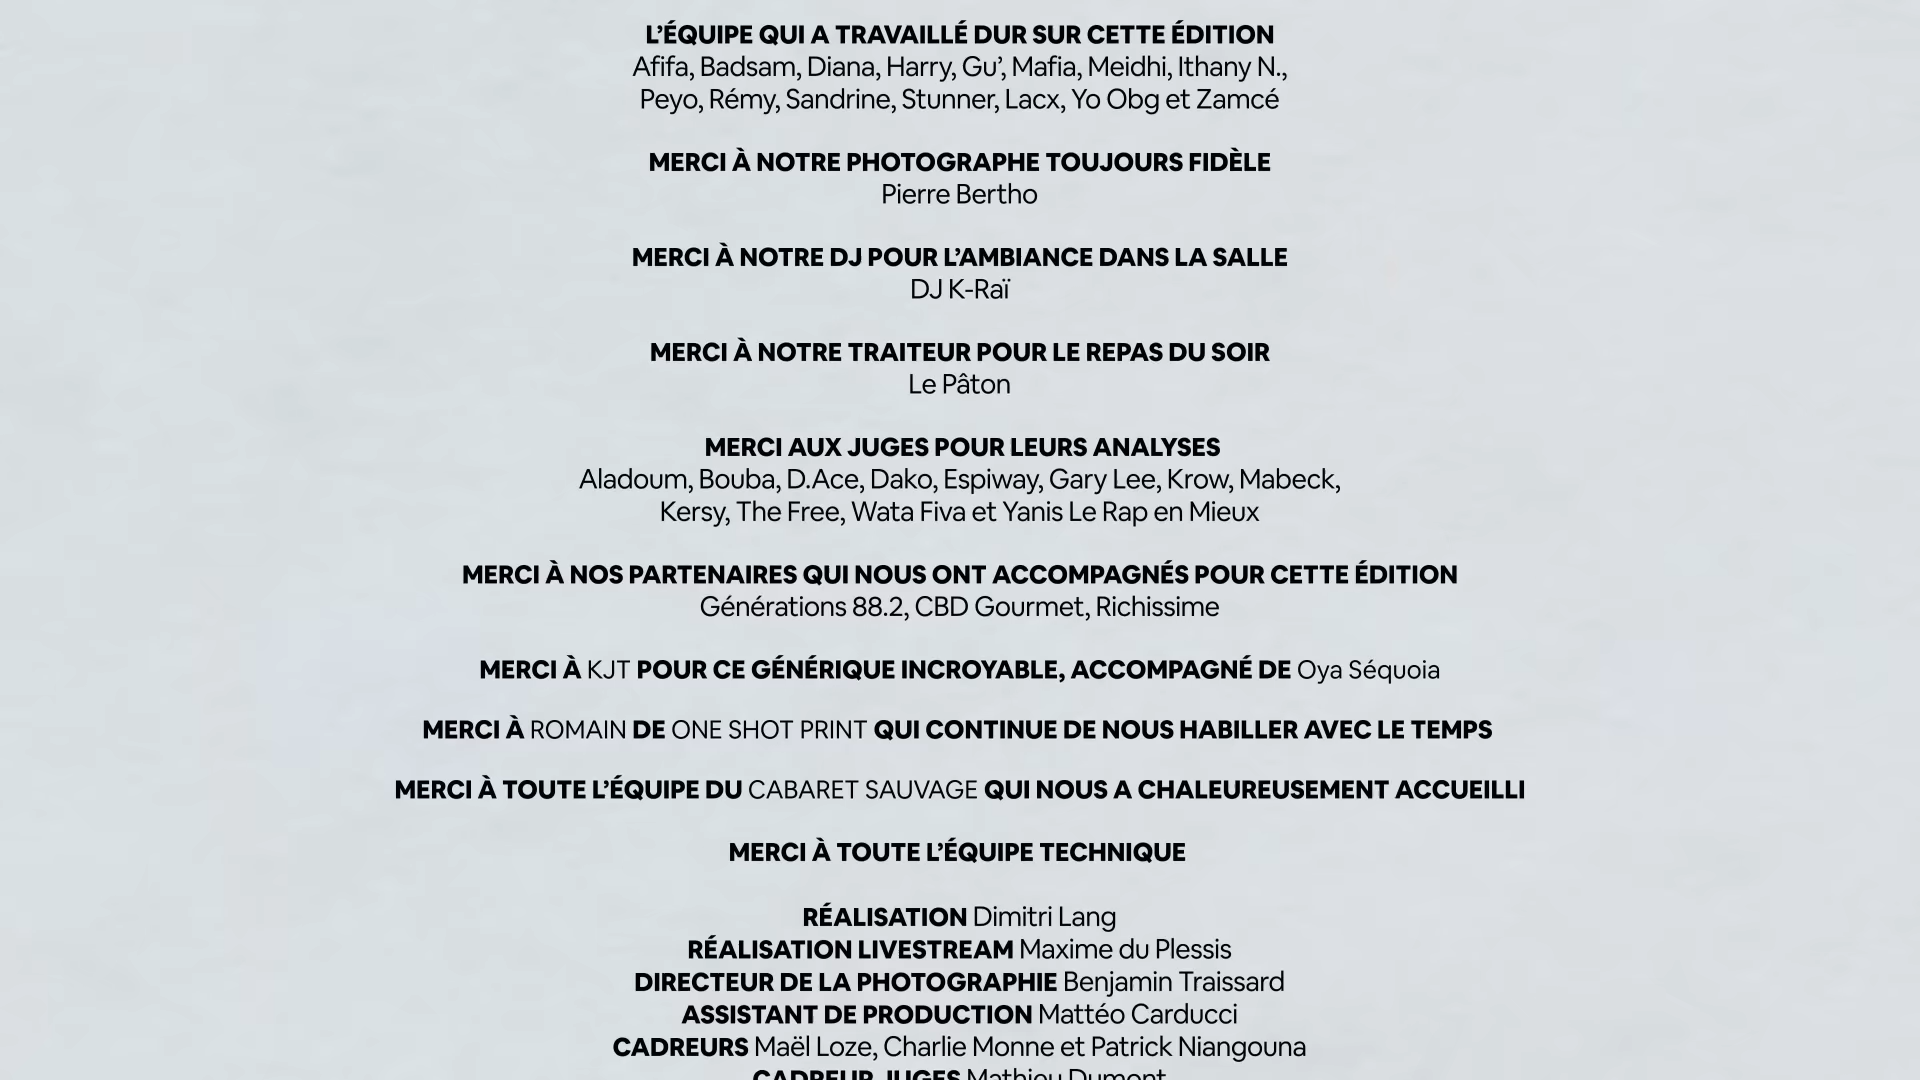 L’ÉQUIPE QUI A TRAVAILLÉ DUR SUR CETTE ÉDITION
Afifa, Badsam, Diana, Harry, Gu’, Mafia, Meidhi, Ithany N.,
Peyo, Rémy, Sandrine, Stunner, Lacx, Yo Obg et Zamcé
MERCI À NOTRE PHOTOGRAPHE TOUJOURS FIDÈLE
Pierre Bertho
MERCI À NOTRE DJ POUR L’AMBIANCE DANS LA SALLE
DJ K-Raï
MERCI À NOTRE TRAITEUR POUR LE REPAS DU SOIR
Le Pâton
MERCI AUX JUGES POUR LEURS ANALYSES
Aladoum, Bouba, D.Ace, Dako, Espiway, Gary Lee, Krow, Mabeck,
Kersy, The Free, Wata Fiva et Yanis Le Rap en Mieux
MERCI À NOS PARTENAIRES QUI NOUS ONT ACCOMPAGNÉS POUR CETTE ÉDITION
Générations 88.2, CBD Gourmet, Richissime
MERCI À KJT POUR CE GÉNÉRIQUE INCROYABLE, ACCOMPAGNÉ DE Oya Séquoia
MERCI À ROMAIN DE ONE SHOT PRINT QUI CONTINUE DE NOUS HABILLER AVEC LE TEMPS
MERCI À TOUTE L’ÉQUIPE DU CABARET SAUVAGE QUI NOUS A CHALEUREUSEMENT ACCUEILLI
MERCI À TOUTE L’ÉQUIPE TECHNIQUE
RÉALISATION Dimitri Lang
RÉALISATION LIVESTREAM Maxime du Plessis
DIRECTEUR DE LA PHOTOGRAPHIE Benjamin Traissard
ASSISTANT DE PRODUCTION Mattéo Carducci
CADREURS Maël Loze, Charlie Monne et Patrick Niangouna
CADREUR JUGES Mathieu Dumont